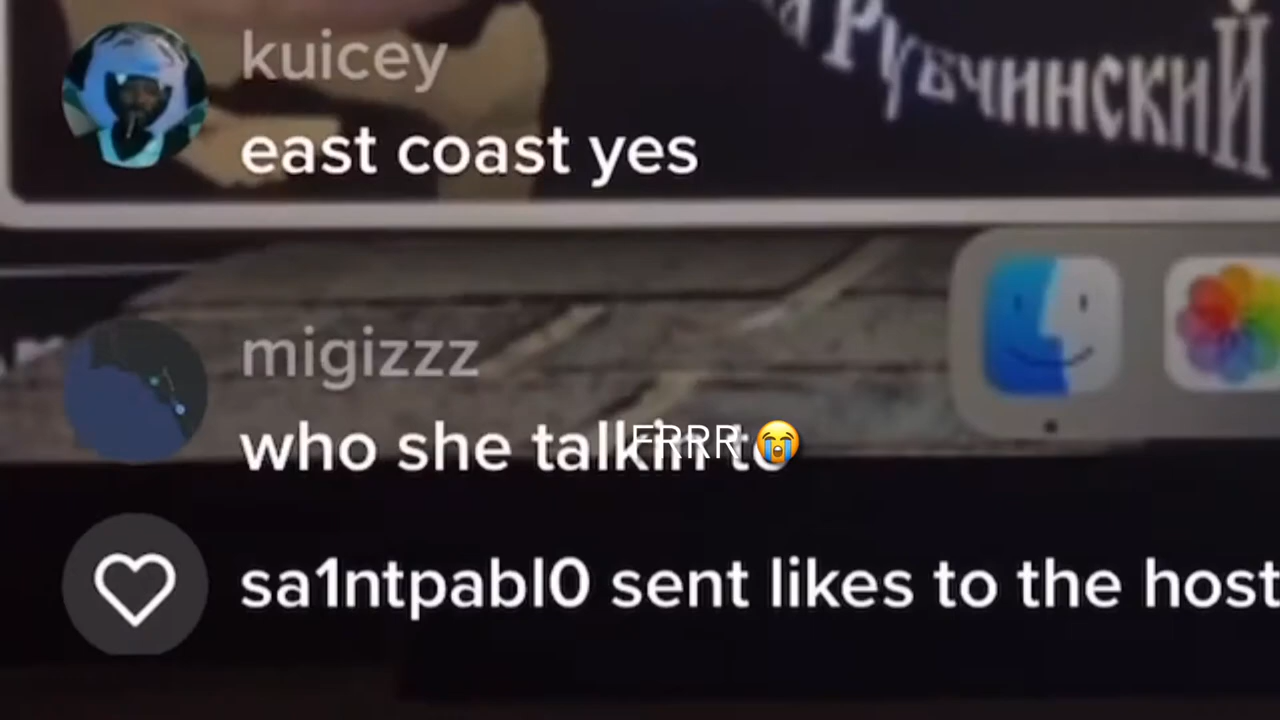 а Рубчинский
kuicey
east coast yes
migizzz
who she talkin to
FRRR 😭
sa1ntpabl0 sent likes to the host